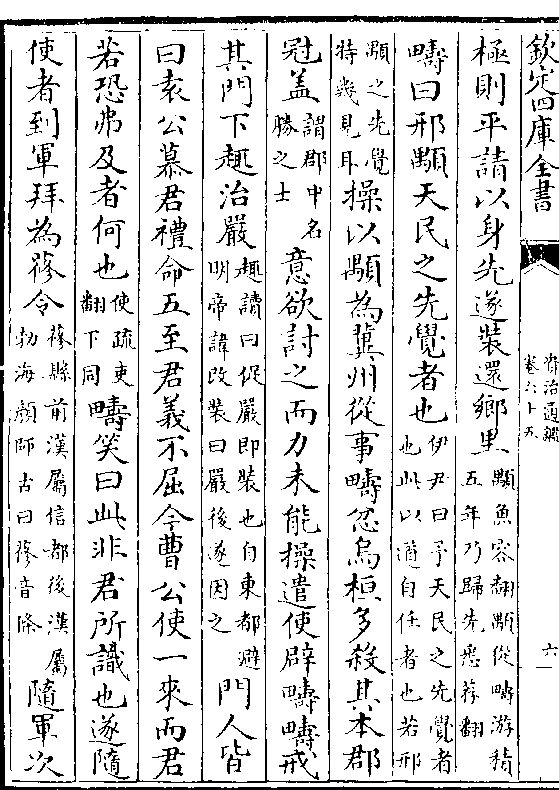 欽定四庫全書
資治通鑑
卷六十五
六
極則平請以身先遂裝還鄉里顒魚容翻顒從疇游積
五年乃歸先悉荐翻
疇曰邢顒天民之先覺者也伊尹曰予天民之先覺者
也此以道自任者也若邢
顒之先覺
特幾見耳操以顒為冀州從事疇忿烏桓多殺其本郡
冠蓋謂郡中名
勝之士意欲討之而力未能操遣使辟疇疇戒
其門下趣治嚴趣讀曰促嚴即裝也自東都避
明帝諱改裝曰嚴後遂因之門人皆
曰袁公慕君禮命五至君義不屈今曹公使一來而君
若恐弗及者何也使疏吏
翻下同疇笑曰此非君所識也遂隨
使者到軍拜為蓨令蓨縣前漢屬信都後漢屬
勃海顏師古曰蓨音條隨軍次